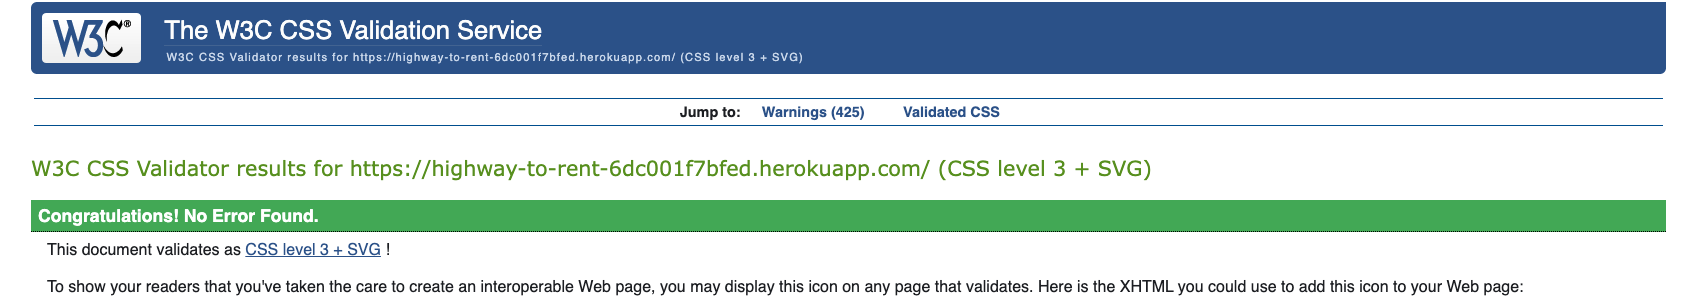 W3C®
The W3C CSS Validation Service
W3C CSS Validator results for https://highway-to-rent-6dc001f7bfed.herokuapp.com/ (CSS level 3 + SVG)
Jump to: Warnings (425) Validated CSS
W3C CSS Validator results for https://highway-to-rent-6dc001f7bfed.herokuapp.com/ (CSS level 3 + SVG)
Congratulations! No Error Found.
This document validates as CSS level 3 + SVG !
To show your readers that you've taken the care to create an interoperable Web page, you may display this icon on any page that validates. Here is the XHTML you could use to add this icon to your Web page: